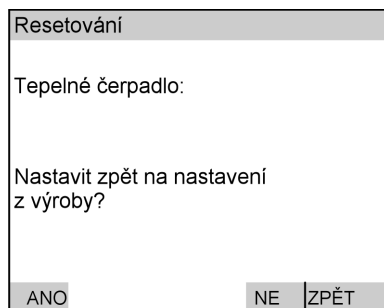 Resetování
Tepelné čerpadlo:
Nastavit zpět na nastavení
z výroby?
ANO NE ZPĚT